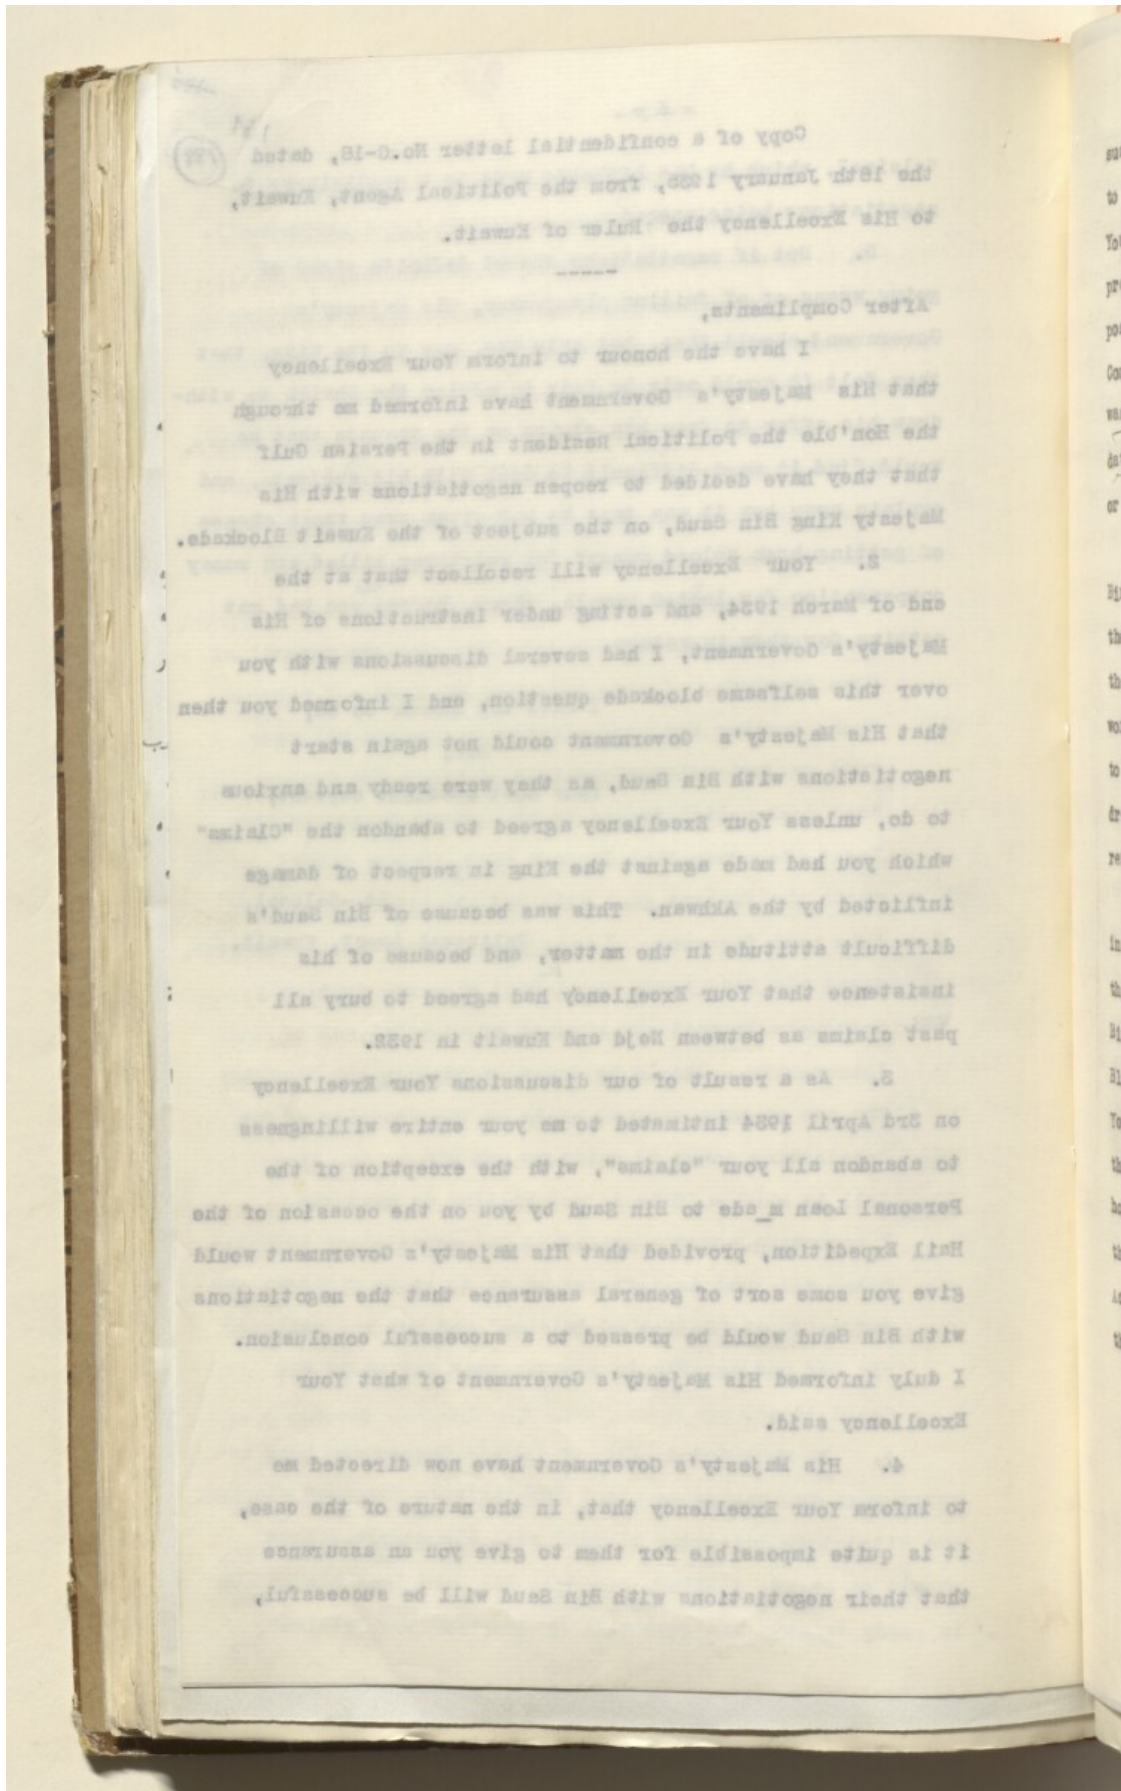 Copy of a confidential letter No.C-18, dated
the 18th January 1935, from the Political Agent, Kuwait,
to His Excellency the Ruler of Kuwait.
-----
After Compliments,
I have the honour to inform Your Excellency
that His Majesty's Government have informed me through
the Hon'ble the Political Resident in the Persian Gulf
that they have decided to reopen negotiations with His
Majesty King Bin Saud, on the subject of the Kuwait Blockade.
2. Your Excellency will recollect that at the
end of March 1934, and acting under instructions of His
Majesty's Government, I had several discussions with you
over this selfsame blockade question, and I informed you then
that His Majesty's Government could not again start
negotiations with Bin Saud, as they were ready and anxious
to do, unless Your Excellency agreed to abandon the "Claims"
which you had made against the King in respect of damage
inflicted by the Akhwan. This was because of Bin Saud's
difficult attitude in the matter, and because of his
insistence that Your Excellency had agreed to bury all
past claims as between Nejd and Kuwait in 1932.
3. As a result of our discussions Your Excellency
on 3rd April 1934 intimated to me your entire willingness
to abandon all your "claims", with the exception of the
Personal Loan m_ade to Bin Saud by you on the occasion of the
Hail Expedition, provided that His Majesty's Government would
give you some sort of general assurance that the negotiations
with Bin Saud would be pressed to a successful conclusion.
I duly informed His Majesty's Government of what Your
Excellency said.
4. His Majesty's Government have now directed me
to inform Your Excellency that, in the nature of the case,
it is quite impossible for them to give you an assurance
that their negotiations with Bin Saud will be successful,